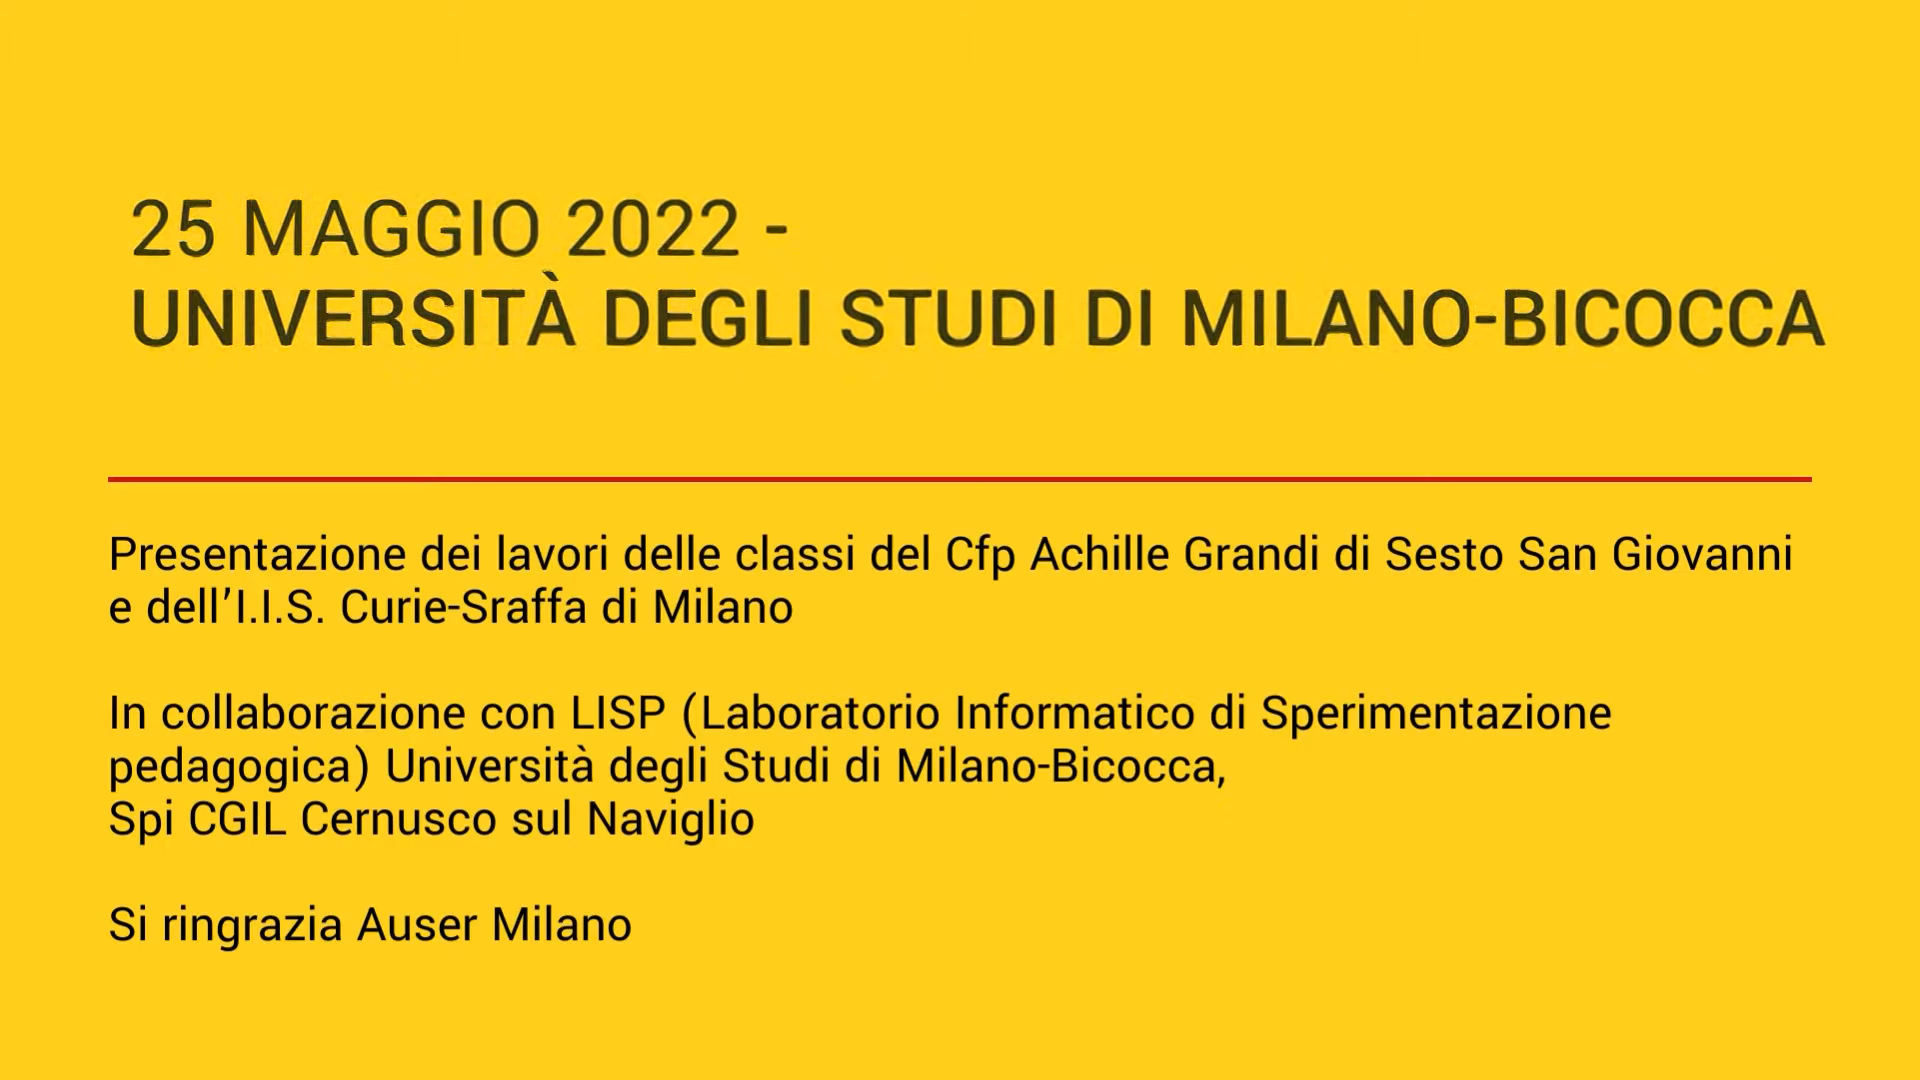 25 MAGGIO 2022 -
UNIVERSITÀ DEGLI STUDI DI MILANO-BICOCCA
Presentazione dei lavori delle classi del Cfp Achille Grandi di Sesto San Giovanni
e dell’I.I.S. Curie-Sraffa di Milano
In collaborazione con LISP (Laboratorio Informatico di Sperimentazione
pedagogica) Università degli Studi di Milano-Bicocca,
Spi CGIL Cernusco sul Naviglio
Si ringrazia Auser Milano